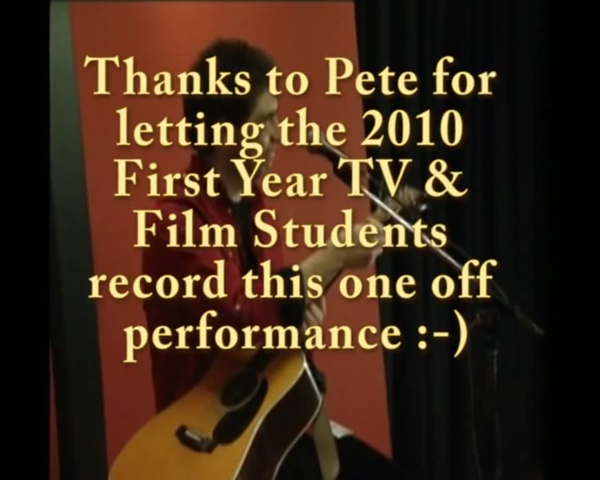 Thanks to Pete for
letting the 2010
First Year TV &
Film Students
record this one off
performance :-)